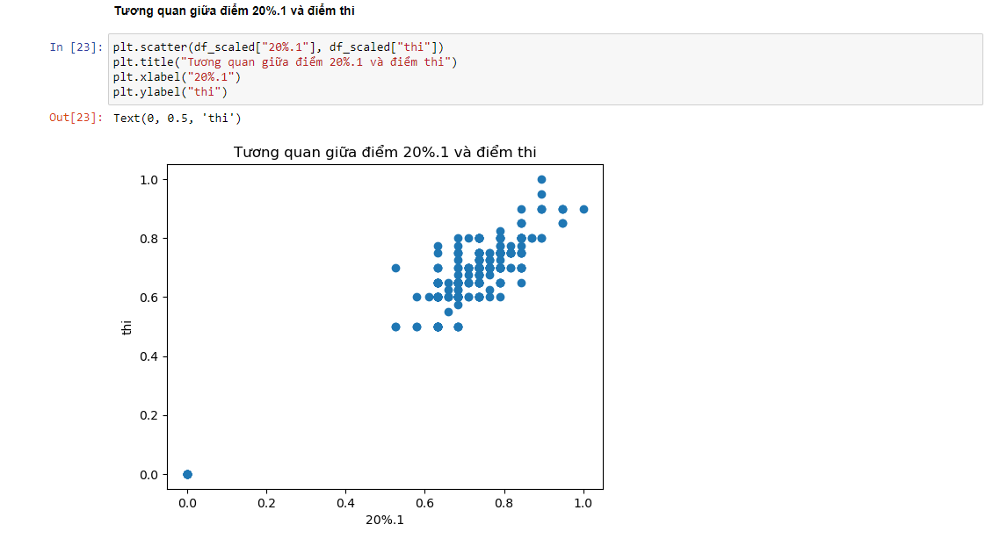 Tương quan giữa điểm 20%.1 và điểm thi
In [23]: plt.scatter(df_scaled["20%.1"], df_scaled["thi"])
plt.title("Tương quan giữa điểm 20%.1 và điểm thi")
plt.xlabel("20%.1")
plt.ylabel("thi")
Out[23]: Text(0, 0.5, 'thi')
Tương quan giữa điểm 20%.1 và điểm thi
1.0
0.8
0.6
thi
0.4
0.2
0.0
0.0 0.2 0.4 0.6 0.8 1.0
20%.1